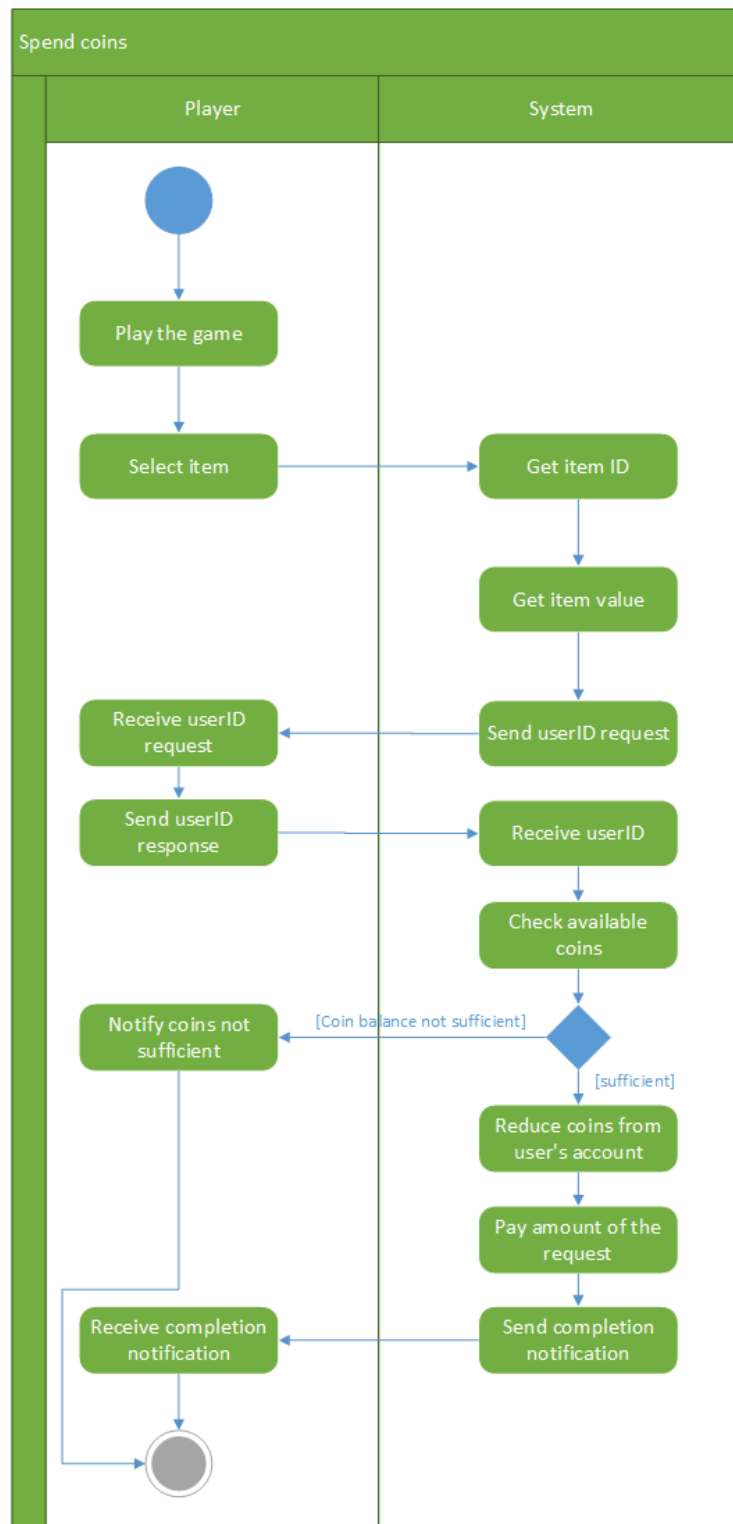 Spend coins
Player
System
Play the game
Select item
Get item ID
Get item value
Receive userID
request
Send userID request
Send userID
response
Receive userID
Check available
coins
Notify coins not
sufficient
[Coin balance not sufficient]
[sufficient]
Reduce coins from
user's account
Pay amount of the
request
Receive completion
notification
Send completion
notification